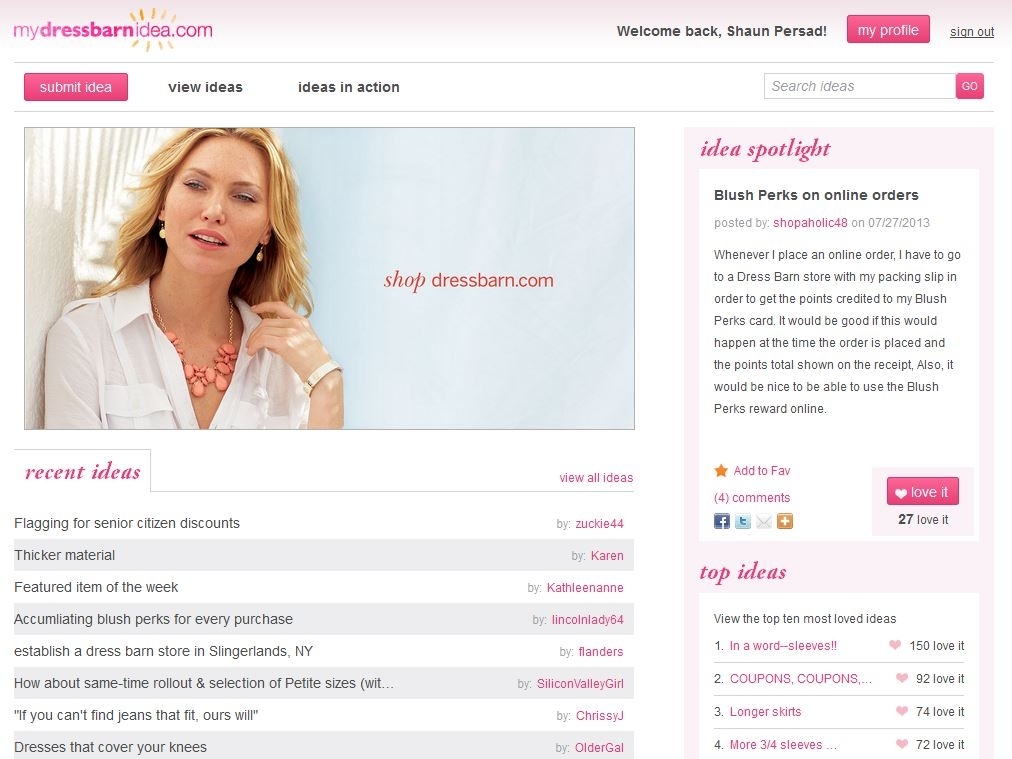 mydressbarnidea.com
Welcome back, Shaun Persad!
my profile
sign out
submit idea
view ideas
ideas in action
Search ideas
GO
shop dressbarn.com
recent ideas
view all ideas
Flagging for senior citizen discounts by: zuckie44
Thicker material by: Karen
Featured item of the week by: Kathleenanne
Accumliating blush perks for every purchase by: lincolnlady64
establish a dress barn store in Slingerlands, NY by: flanders
How about same-time rollout & selection of Petite sizes (wit... by: SiliconValleyGirl
"If you can't find jeans that fit, ours will" by: ChrissyJ
Dresses that cover your knees by: OlderGal
idea spotlight
Blush Perks on online orders
posted by: shopaholic48 on 07/27/2013
Whenever I place an online order, I have to go
to a Dress Barn store with my packing slip in
order to get the points credited to my Blush
Perks card. It would be good if this would
happen at the time the order is placed and
the points total shown on the receipt, Also, it
would be nice to be able to use the Blush
Perks reward online.
Add to Fav
(4) comments
love it
27 love it
top ideas
View the top ten most loved ideas
1. In a word--sleeves!! 150 love it
2. COUPONS, COUPONS,... 92 love it
3. Longer skirts 74 love it
4. More 3/4 sleeves ... 72 love it